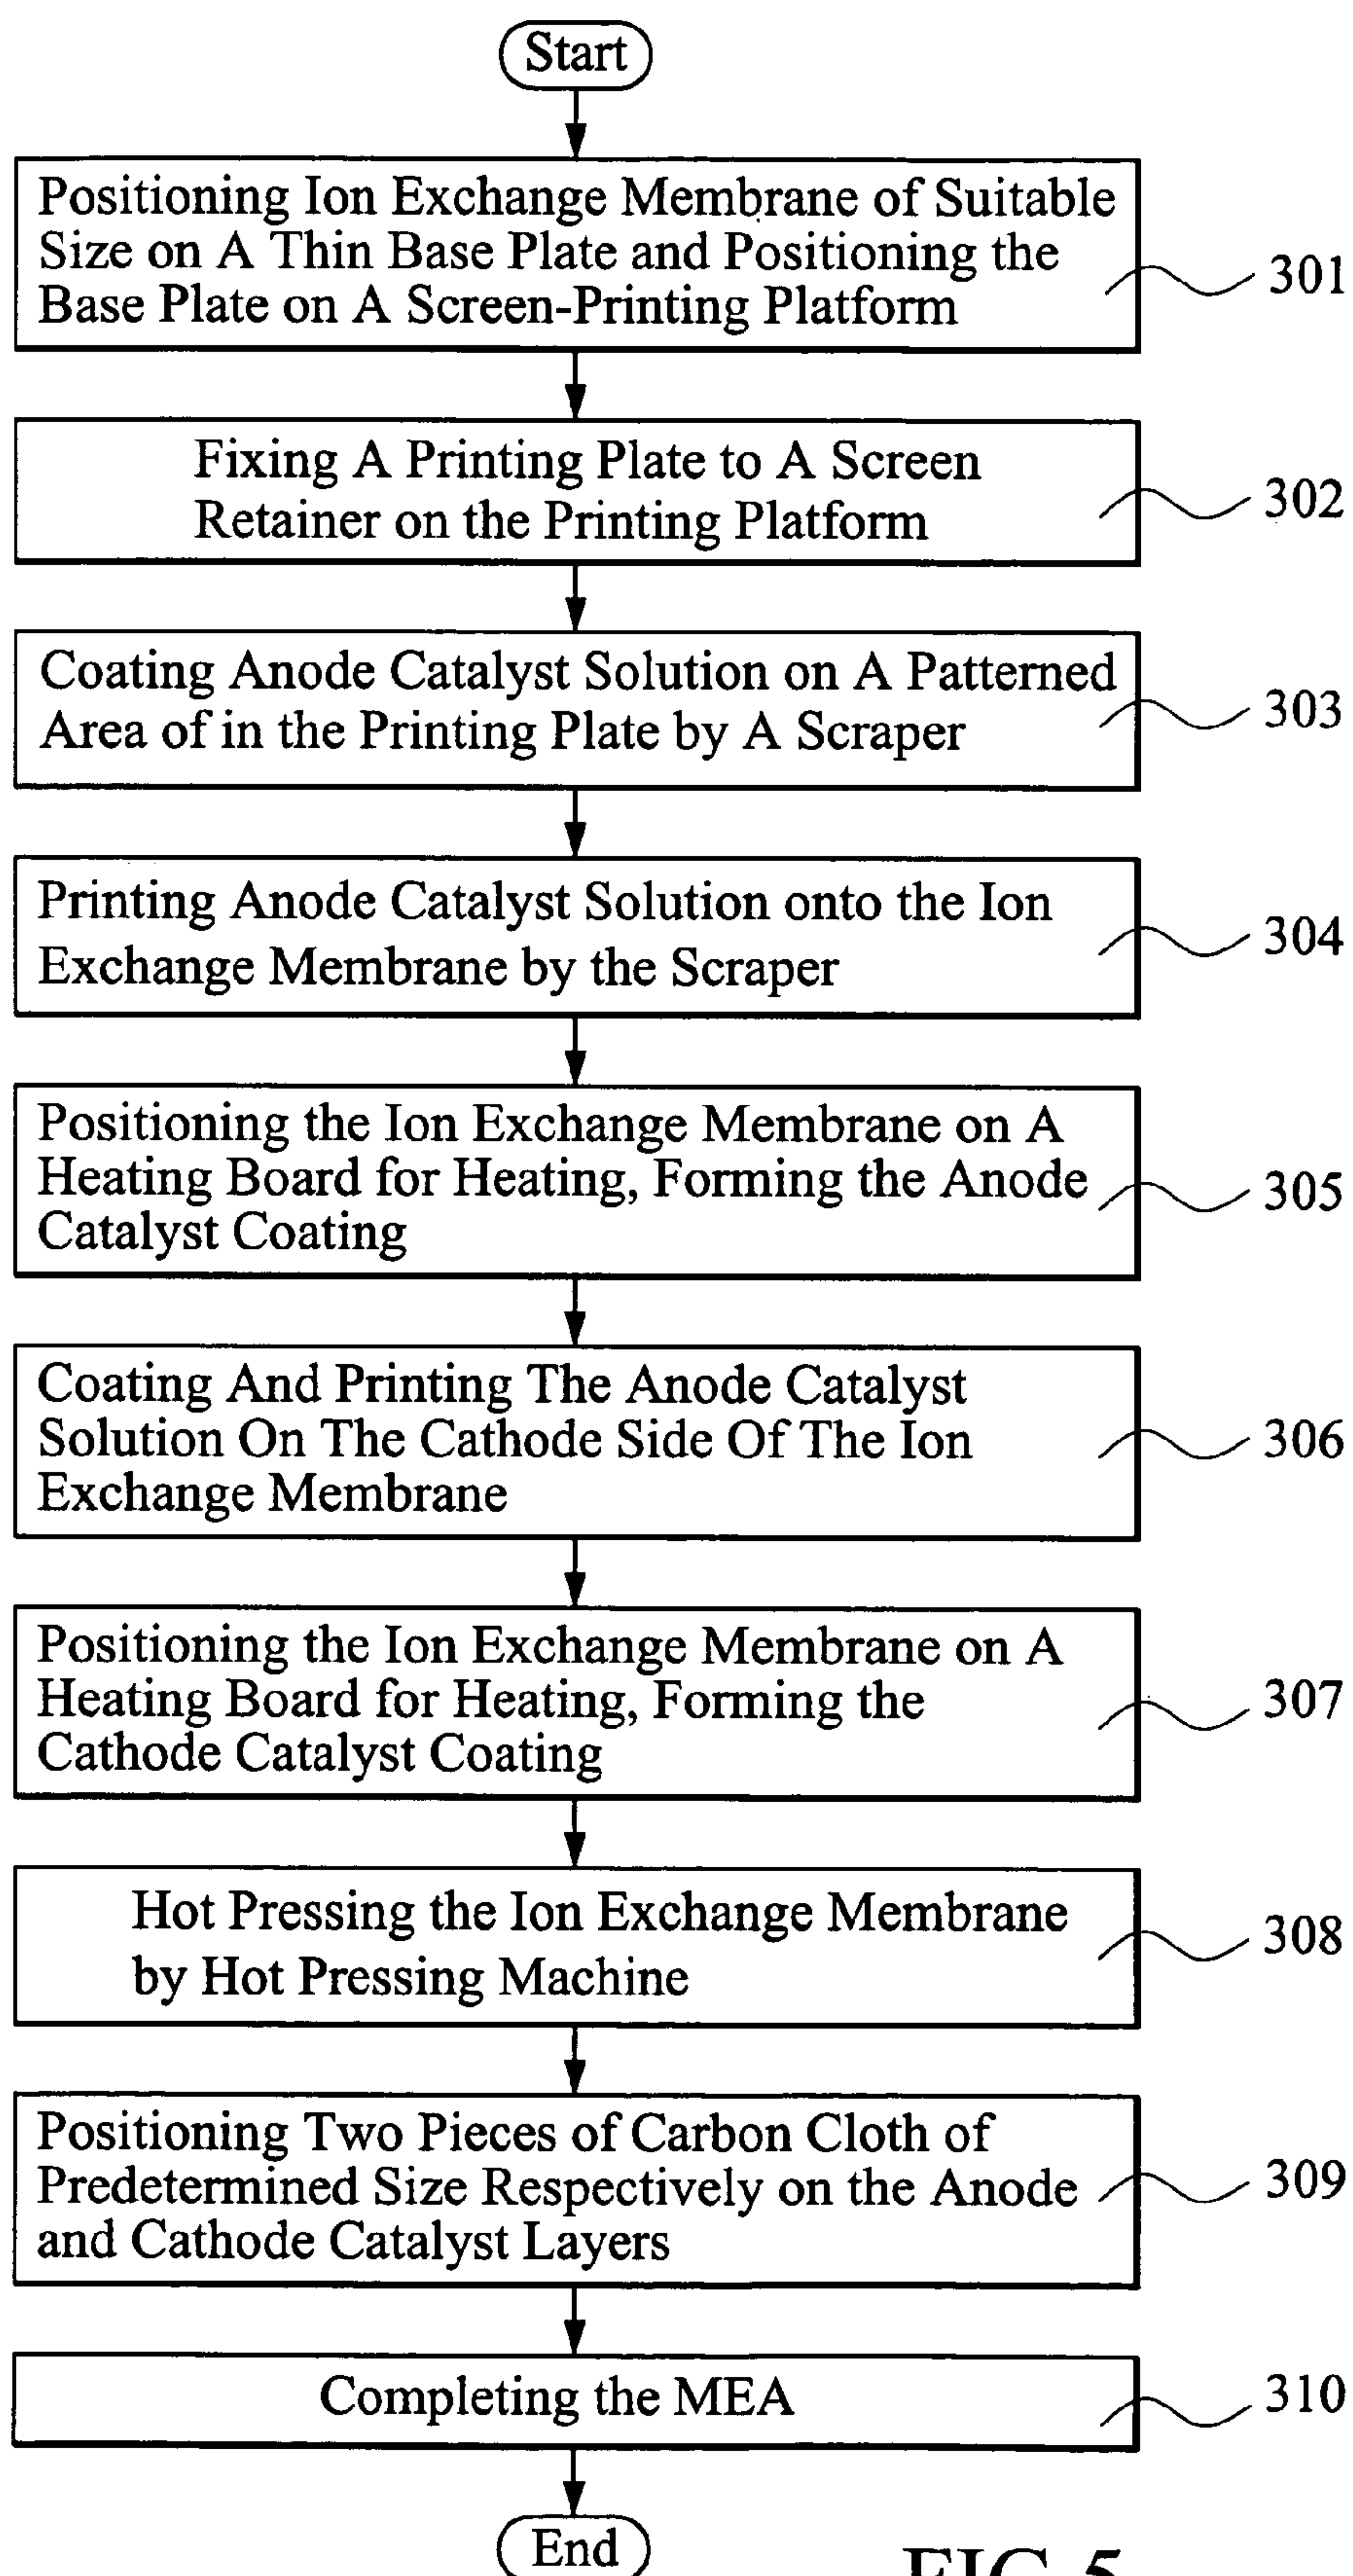 Start
Positioning Ion Exchange Membrane of Suitable
Size on A Thin Base Plate and Positioning the
Base Plate on A Screen-Printing Platform
301
Fixing A Printing Plate to A Screen
Retainer on the Printing Platform
302
Coating Anode Catalyst Solution on A Patterned
Area of in the Printing Plate by A Scraper
303
Printing Anode Catalyst Solution onto the Ion
Exchange Membrane by the Scraper
304
Positioning the Ion Exchange Membrane on A
Heating Board for Heating, Forming the Anode
Catalyst Coating
305
Coating And Printing The Anode Catalyst
Solution On The Cathode Side Of The Ion
Exchange Membrane
306
Positioning the Ion Exchange Membrane on A
Heating Board for Heating, Forming the
Cathode Catalyst Coating
307
Hot Pressing the Ion Exchange Membrane
by Hot Pressing Machine
308
Positioning Two Pieces of Carbon Cloth of
Predetermined Size Respectively on the Anode
and Cathode Catalyst Layers
309
Completing the MEA
310
End
FIG.5